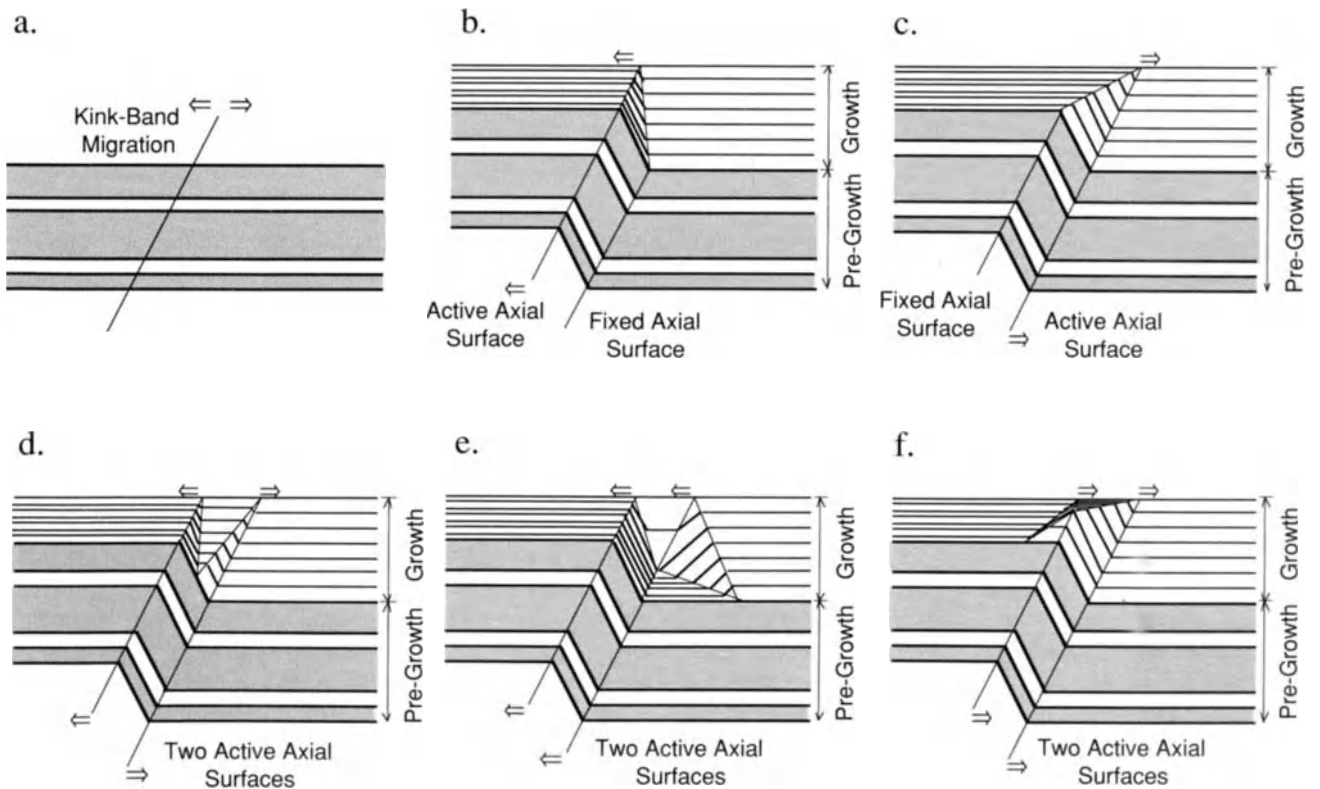 a.
Kink-Band
Migration
b.
Growth
Pre-Growth
Active Axial
Surface
Fixed Axial
Surface
c.
Growth
Pre-Growth
Fixed Axial
Surface
Active Axial
Surface
d.
Growth
Pre-Growth
Two Active Axial
Surfaces
e.
Growth
Pre-Growth
Two Active Axial
Surfaces
f.
Growth
Pre-Growth
Two Active Axial
Surfaces